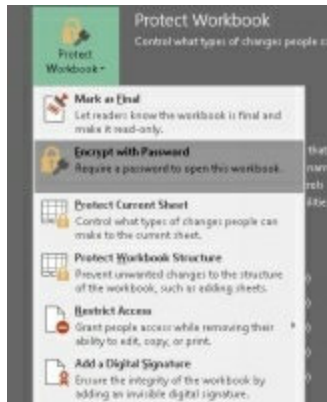 Protect Workbook
Control what types of changes people c
Protect
Workbook
Mark as Final
Let readers know the workbook is final and
make it read-only.
Encrypt with Password
Require a password to open this workbook.
that
nam
rob
ilitie
Protect Current Sheet
Control what types of changes people can
make to the current sheet.
Protect Workbook Structure
Prevent unwanted changes to the structure
of the workbook, such as adding sheets.
Restrict Access
Grant people access while removing their
ability to edit, copy, or print.
Add a Digital Signature
Ensure the integrity of the workbook by
adding an invisible digital signature.